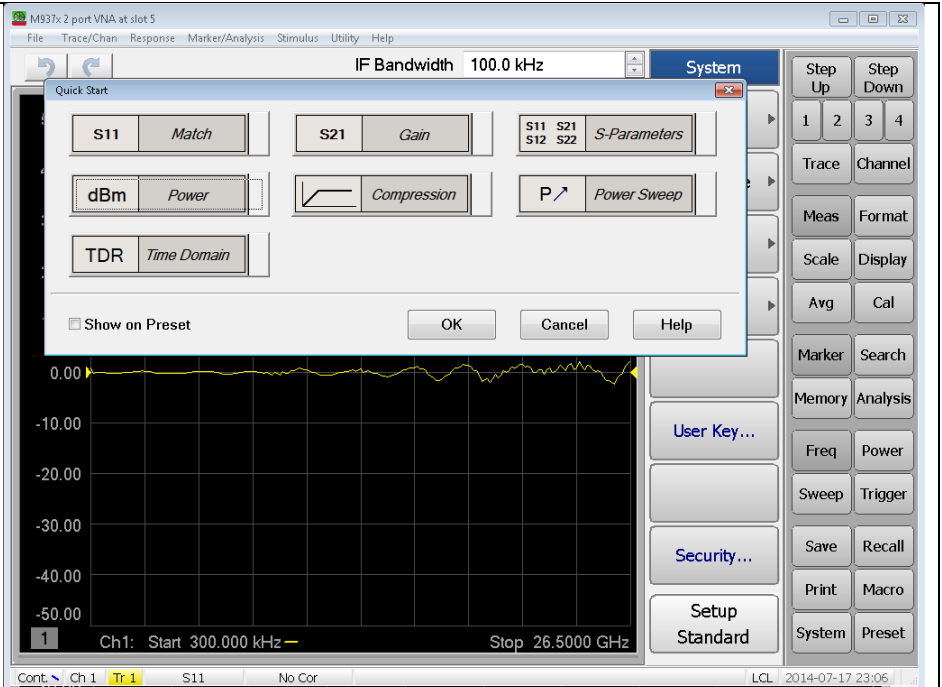 M937x 2 port VNA at slot 5
File Trace/Chan Response Marker/Analysis Stimulus Utility Help
IF Bandwidth 100.0 kHz
System
Quick Start
S11 Match
S21 Gain
S11 S21
S12 S22
S-Parameters
dBm Power
Compression
P Power Sweep
TDR Time Domain
Show on Preset
OK
Cancel
Help
0.00
-10.00
-20.00
-30.00
-40.00
-50.00
1
Ch1: Start 300.000 kHz
Stop 26.5000 GHz
User Key...
Security...
Setup
Standard
Step
Up
Step
Down
1 2 3 4
Trace Channel
Meas Format
Scale Display
Avg Cal
Marker Search
Memory Analysis
Freq Power
Sweep Trigger
Save Recall
Print Macro
System Preset
Cont. Ch 1 Tr 1 S11 No Cor LCL 2014-07-17 23:06